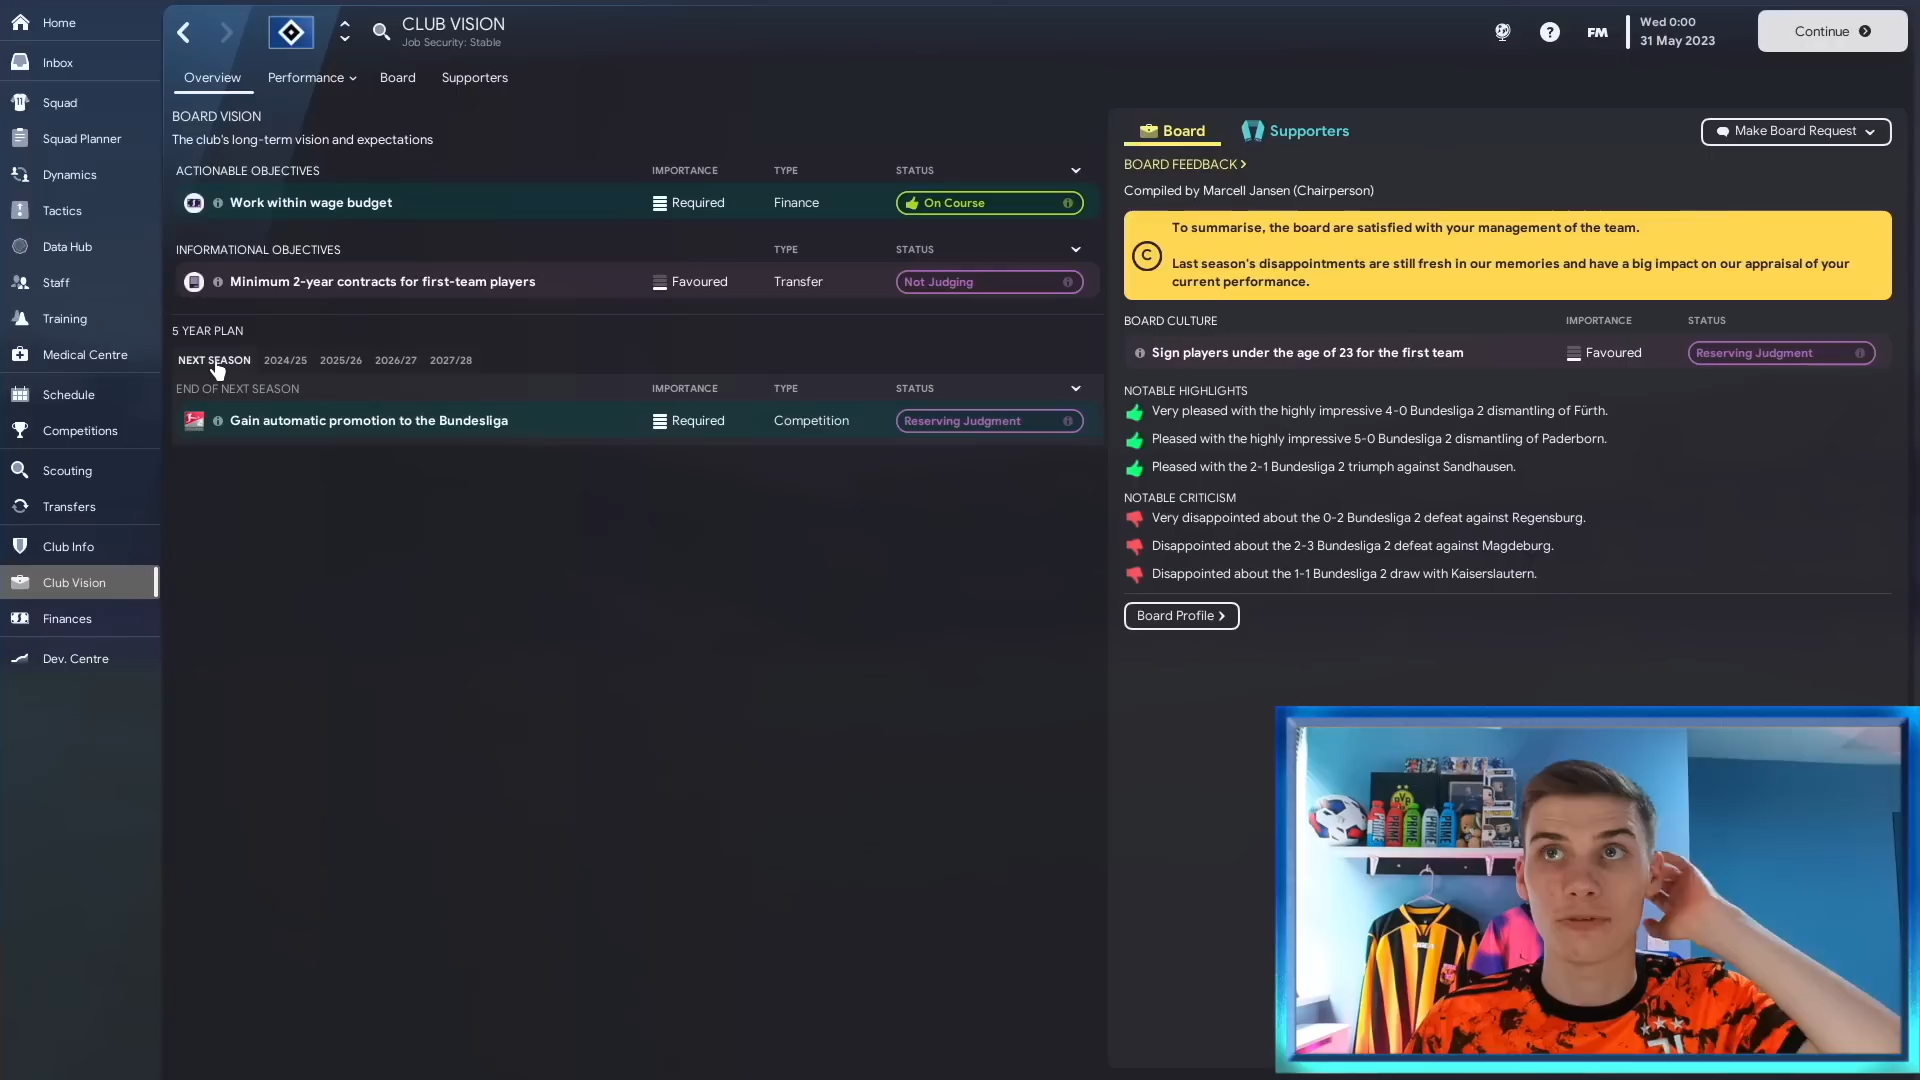 Home
Inbox
Squad
Squad Planner
Dynamics
Tactics
Data Hub
Staff
Training
Medical Centre
Schedule
Competitions
Scouting
Transfers
Club Info
Club Vision
Finances
Dev. Centre
CLUB VISION
Job Security: Stable
FM
Wed 0:00
31 May 2023
Continue
Overview
Performance
Board
Supporters
BOARD VISION
The club's long-term vision and expectations
ACTIONABLE OBJECTIVES IMPORTANCE TYPE STATUS
Work within wage budget Required Finance On Course
INFORMATIONAL OBJECTIVES TYPE STATUS
Minimum 2-year contracts for first-team players Favoured Transfer Not Judging
5 YEAR PLAN
NEXT SEASON 2024/25 2025/26 2026/27 2027/28
END OF NEXT SEASON IMPORTANCE TYPE STATUS
Gain automatic promotion to the Bundesliga Required Competition Reserving Judgment
Board Supporters Make Board Request
BOARD FEEDBACK
Compiled by Marcell Jansen (Chairperson)
C
To summarise, the board are satisfied with your management of the team.
Last season's disappointments are still fresh in our memories and have a big impact on our appraisal of your
current performance.
BOARD CULTURE IMPORTANCE STATUS
Sign players under the age of 23 for the first team Favoured Reserving Judgment
NOTABLE HIGHLIGHTS
Very pleased with the highly impressive 4-0 Bundesliga 2 dismantling of Fürth.
Pleased with the highly impressive 5-0 Bundesliga 2 dismantling of Paderborn.
Pleased with the 2-1 Bundesliga 2 triumph against Sandhausen.
NOTABLE CRITICISM
Very disappointed about the 0-2 Bundesliga 2 defeat against Regensburg.
Disappointed about the 2-3 Bundesliga 2 defeat against Magdeburg.
Disappointed about the 1-1 Bundesliga 2 draw with Kaiserslautern.
Board Profile
BVB
PRIME
PRIME
PRIME
PRIME